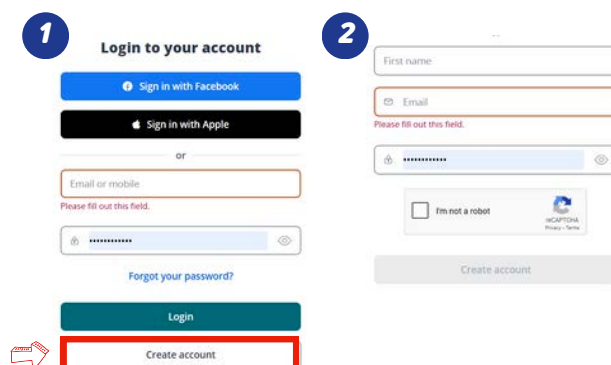 1
Login to your account
Sign in with Facebook
Sign in with Apple
or
Email or mobile
Please fill out this field.
Forgot your password?
Login
Create account
2
First name
Email
Please fill out this field.
I'm not a robot
reCAPTCHA
Privacy - Terms
Create account